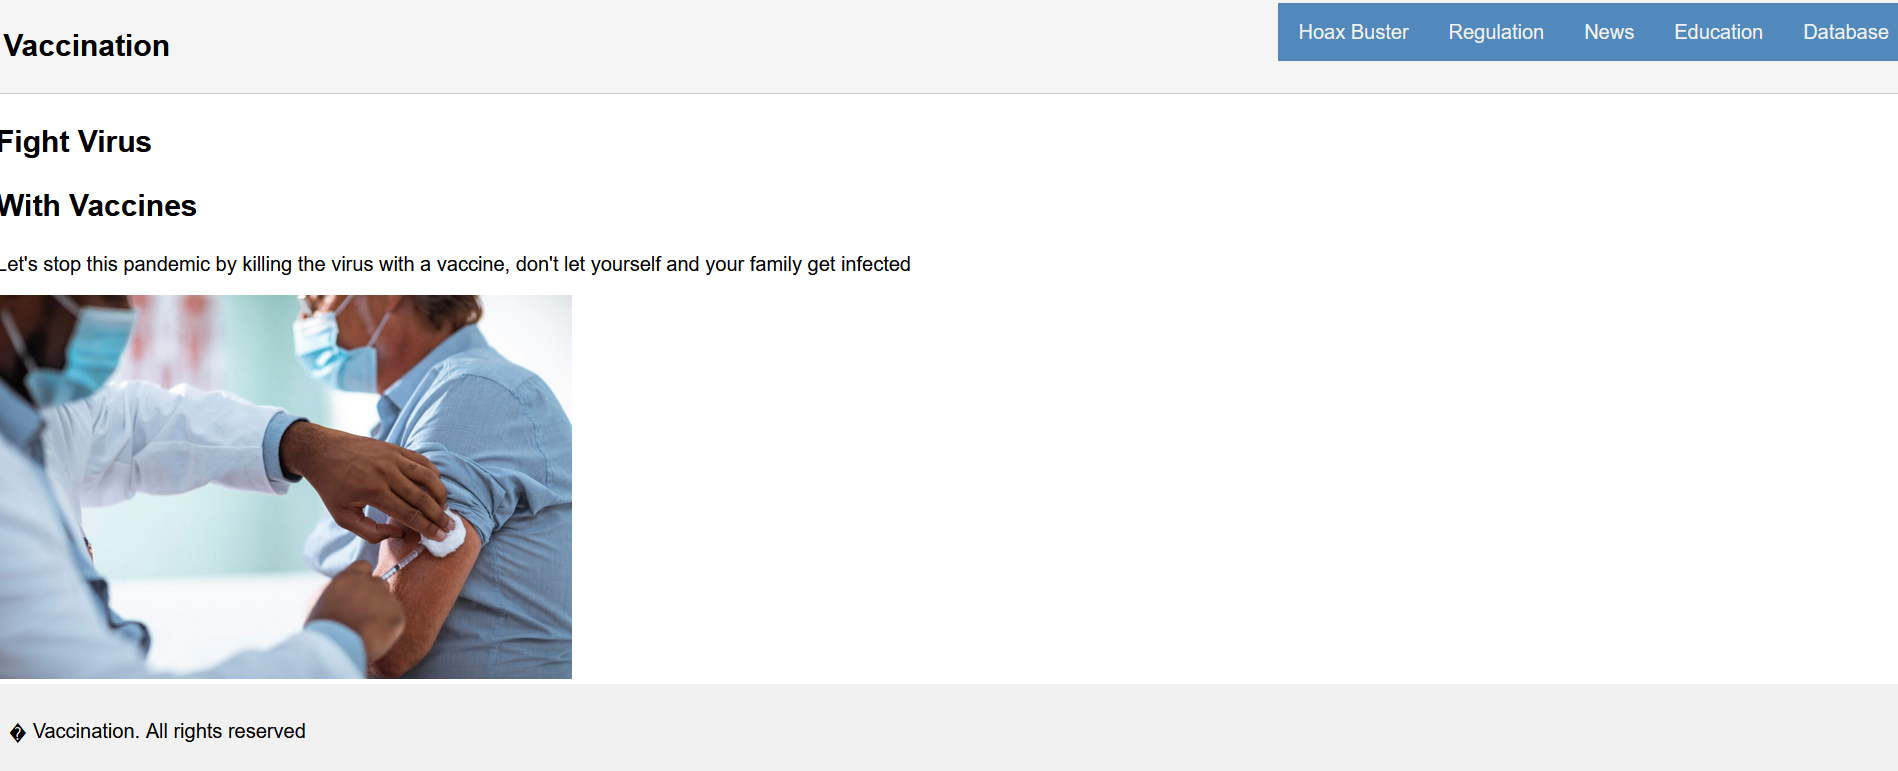 Vaccination
Hoax Buster Regulation News Education Database
Fight Virus
With Vaccines
Let's stop this pandemic by killing the virus with a vaccine, don't let yourself and your family get infected
� Vaccination. All rights reserved